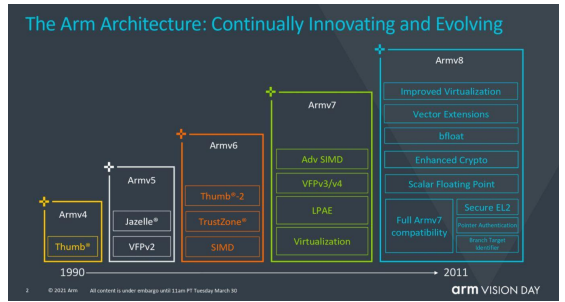 The Arm Architecture: Continually Innovating and Evolving
Armv4
Thumb®
Armv5
Jazelle®
VFPv2
Armv6
Thumb®-2
TrustZone®
SIMD
Armv7
Adv SIMD
VFPv3/v4
LPAE
Virtualization
Armv8
Improved Virtualization
Vector Extensions
bfloat
Enhanced Crypto
Scalar Floating Point
Full Armv7
compatibility
Secure EL2
Pointer Authentication
Branch Target
Identifier
1990
2011
2 © 2021 Arm All content is under embargo until 11am PT Tuesday March 30
arm VISION DAY